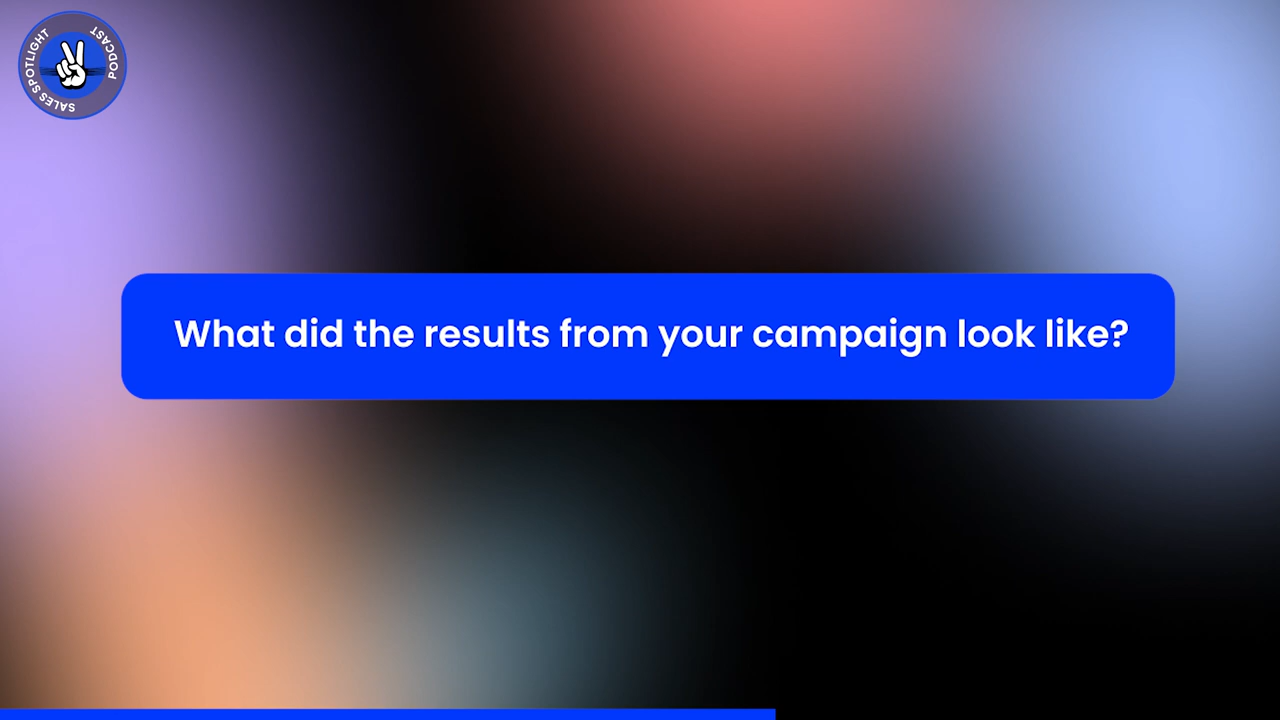 SALES SPOTLIGHT PODCAST
What did the results from your campaign look like?